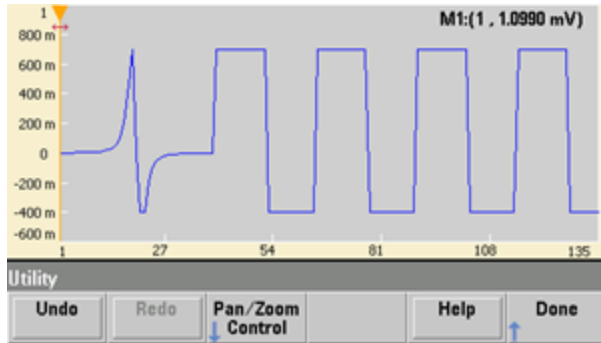 1
M1:(1 , 1.0990 mV)
800 m
600 m
400 m
200 m
0
-200 m
-400 m
-600 m
1
27
54
81
108
135
Utility
Undo
Redo
Pan/Zoom
Control
Help
Done